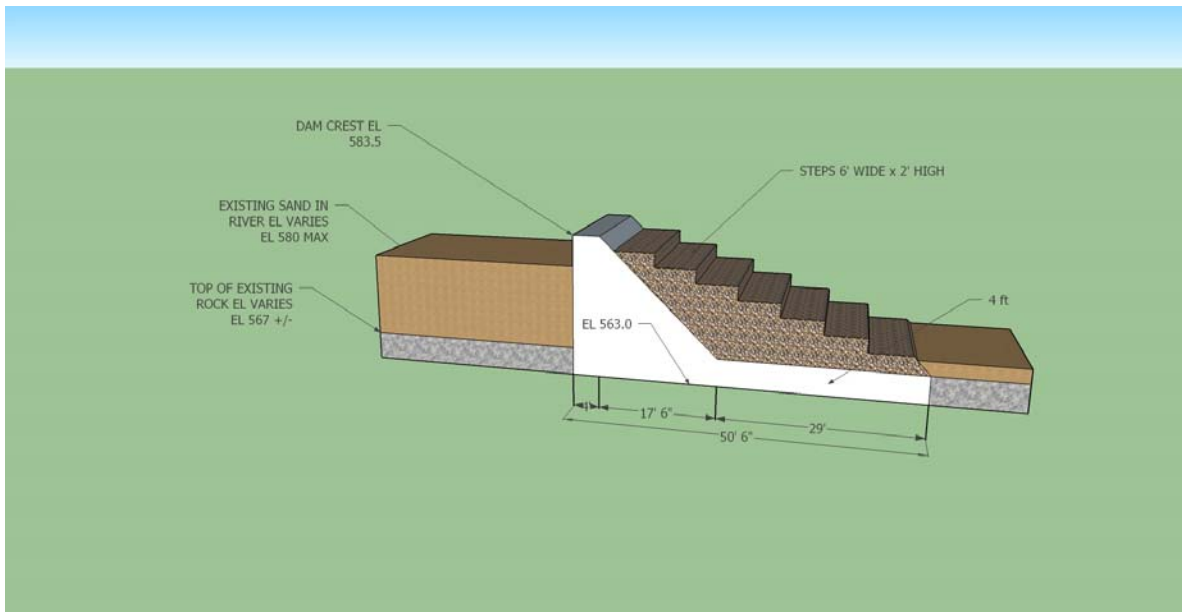 DAM CREST EL
583.5
STEPS 6' WIDE x 2' HIGH
EXISTING SAND IN
RIVER EL VARIES
EL 580 MAX
TOP OF EXISTING
ROCK EL VARIES
EL 567 +/-
4 ft
EL 563.0
4'
17' 6"
29'
50' 6"